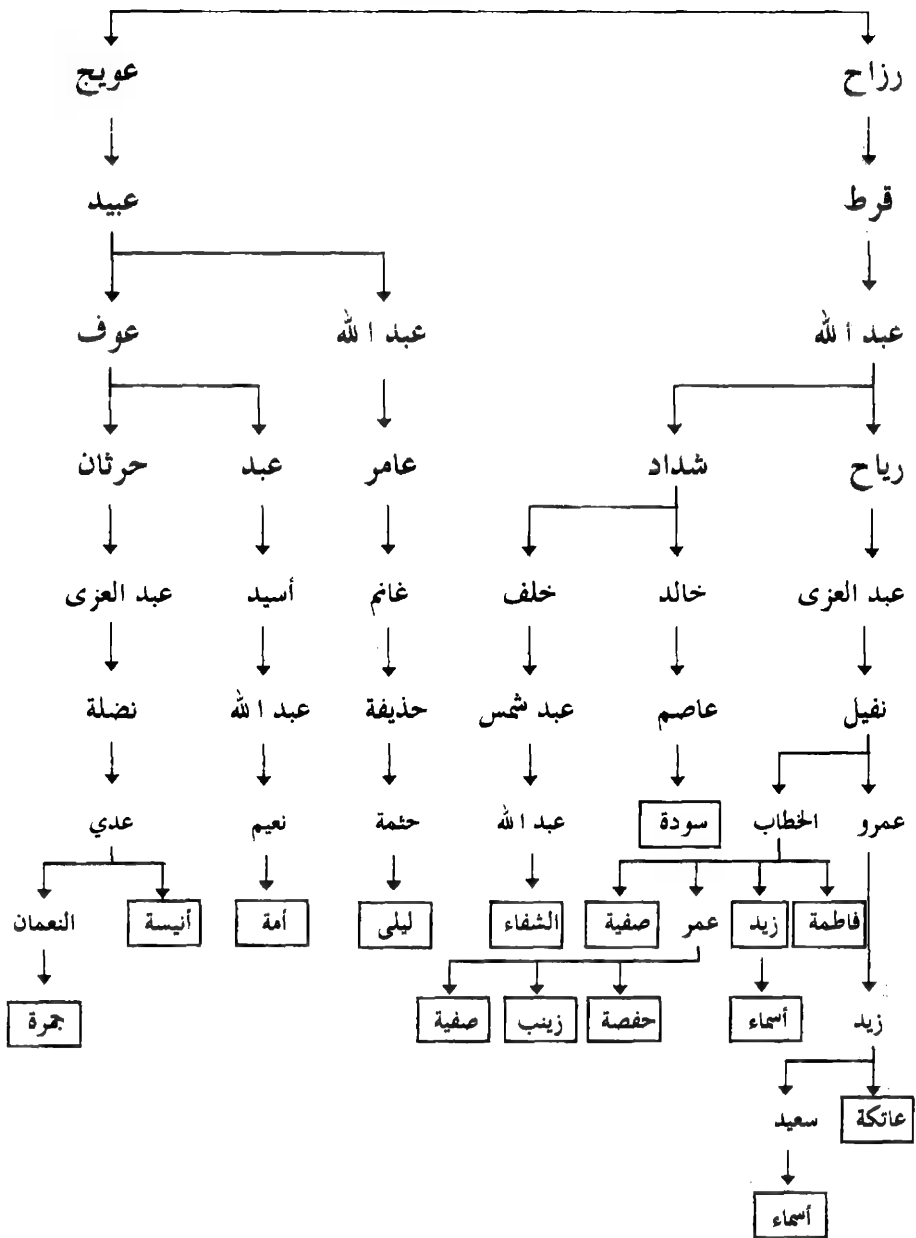 رزاح عويج
قرط عبيد
عبد الله عبد الله عوف
رياح شداد عامر عبد حرثان
عبد العزى خالد خلف غانم أسيد عبد العزى
نفيل عاصم عبد شمس حذيفة عبد الله نضلة
عمرو الخطاب سودة عبد الله حثمة نعيم عدي
فاطمة زيد عمر صفية الشفاء ليلى أمة أنيسة النعمان
زيد أسماء حفصة زينب صفية جمرة
عاتكة سعيد
أسماء